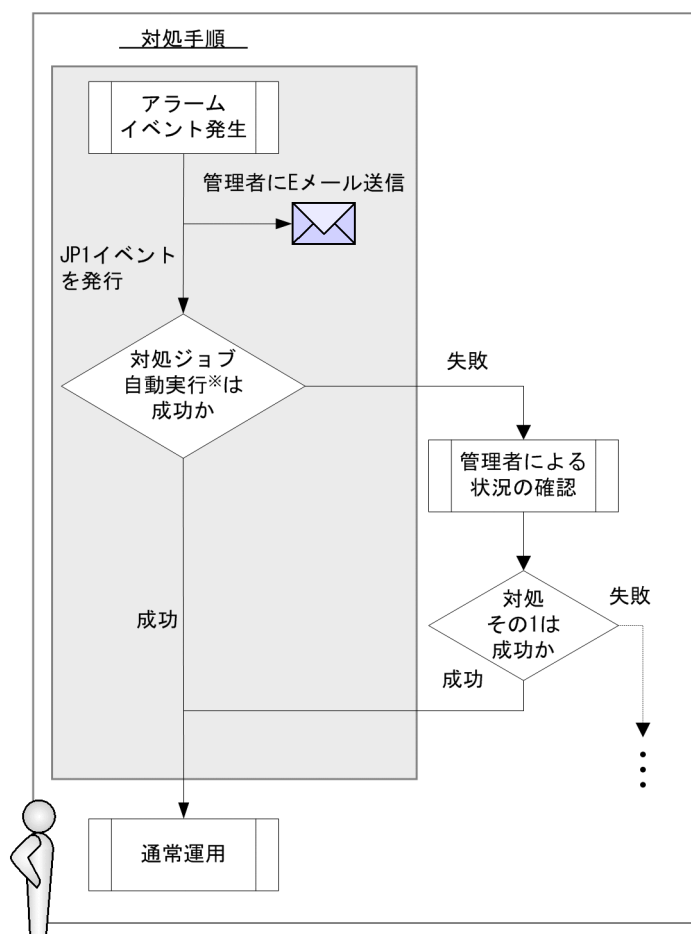 対処手順
アラーム
イベント発生
管理者にEメール送信
JP1イベント
を発行
対処ジョブ
自動実行※は
成功か
失敗
管理者による
状況の確認
対処
その1は
成功か
失敗
成功
成功
通常運用